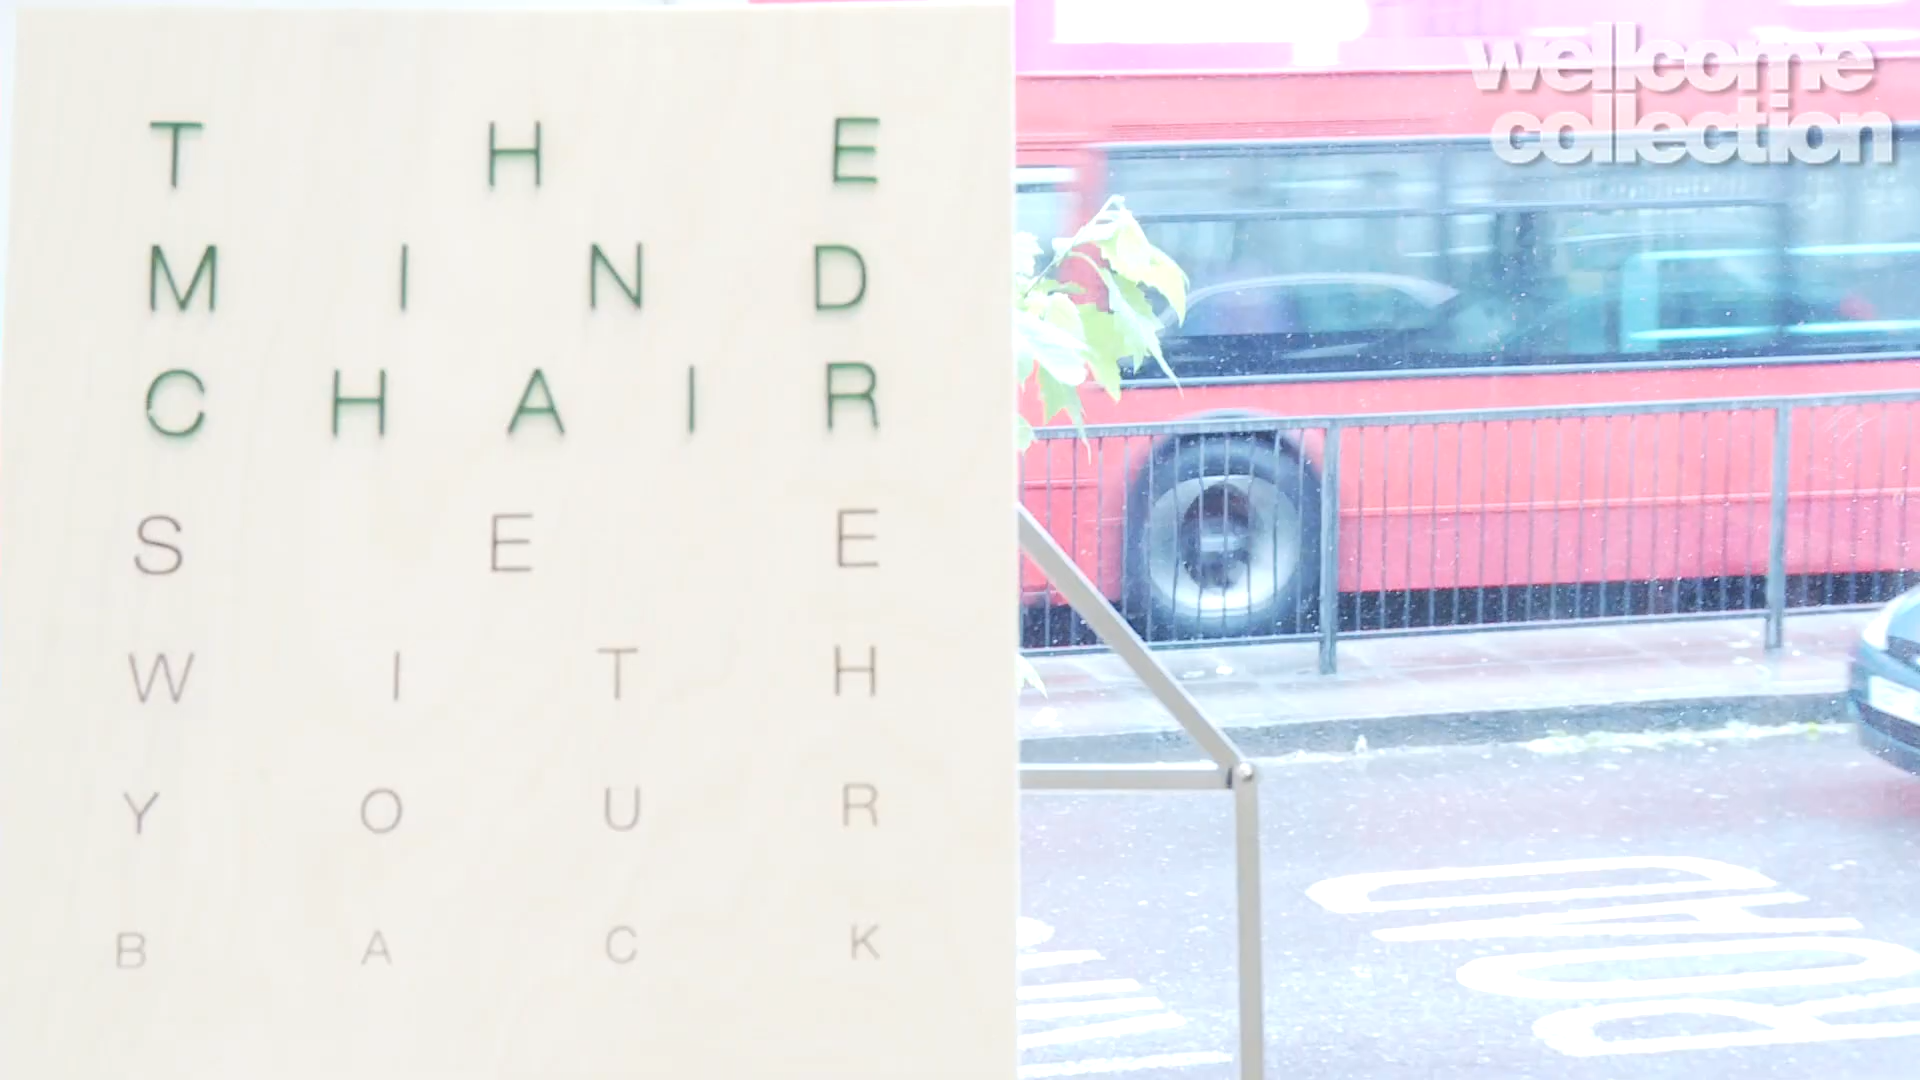 THE
MIND
CHAIR
SEE
WITH
YOUR
BACK
wellcome
collection